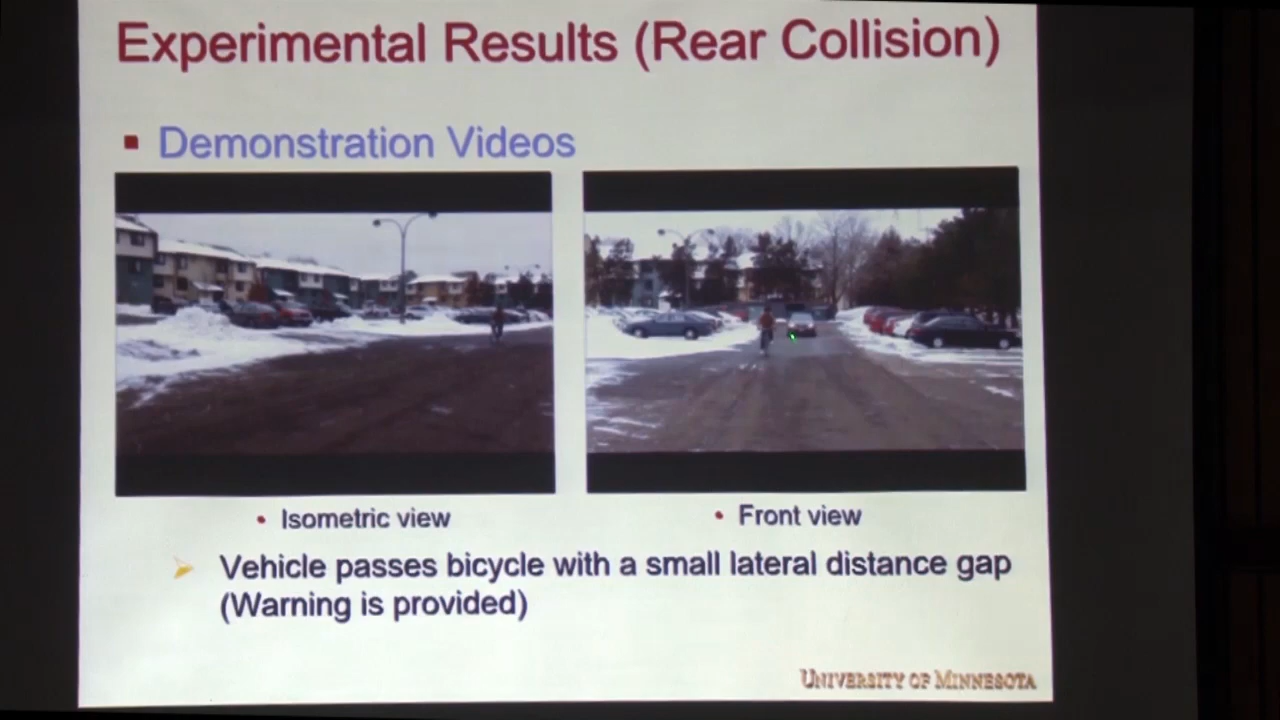 Experimental Results (Rear Collision)
Demonstration Videos
• Isometric view
• Front view
Vehicle passes bicycle with a small lateral distance gap
(Warning is provided)
UNIVERSITY OF MINNESOTA